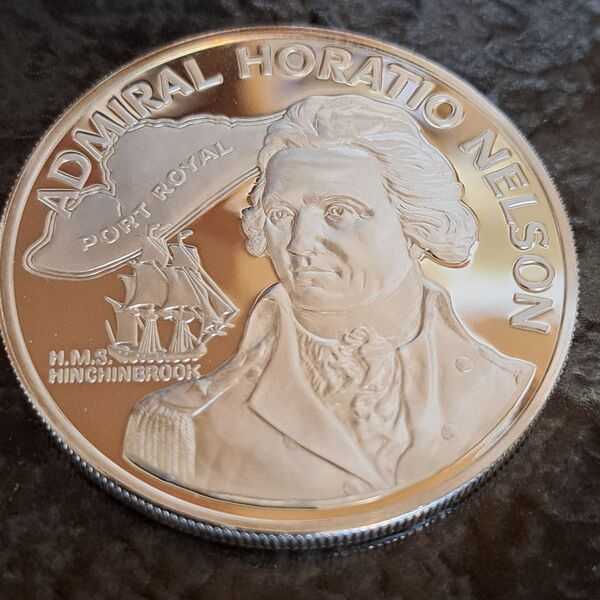 ADMIRAL HORATIO NELSON
PORT ROYAL
H.M.S.
HINCHINBROOK